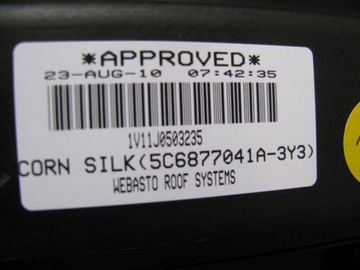 *APPROVED*
23-AUG-10 07:42:35
1V11J0503235
CORN SILK(5C6877041A-3Y3)
WEBASTO ROOF SYSTEMS